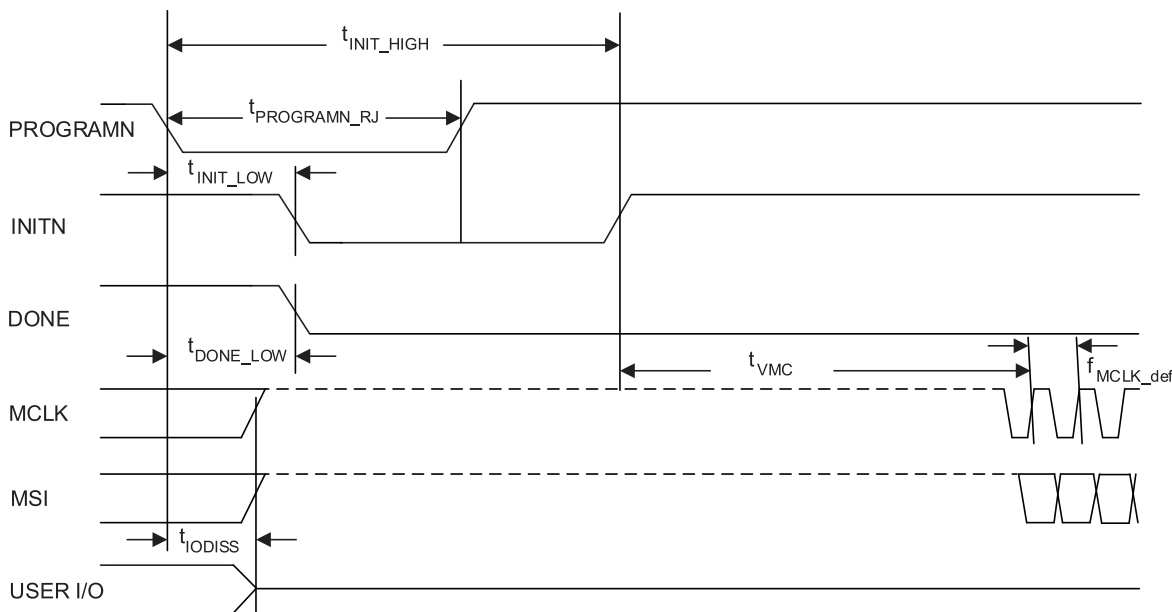 tINIT_HIGH
tPROGRAMN_RJ
PROGRAMN
tINIT_LOW
INITN
DONE
tDONE_LOW
tVMC
fMCLK_def
MCLK
MSI
tIODISS
USER I/O